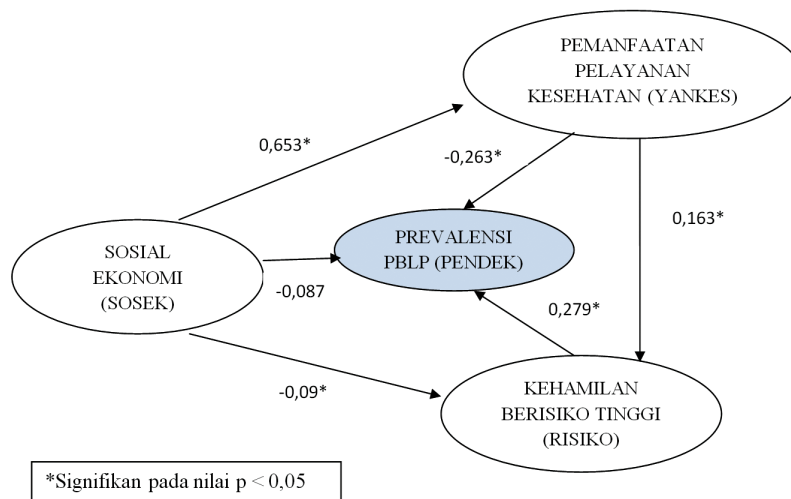 PEMANFAATAN
PELAYANAN
KESEHATAN (YANKES)
0,653*
-0,263*
0,163*
PREVALENSI
PBLP (PENDEK)
SOSIAL
EKONOMI
(SOSEK)
-0,087
0,279*
-0,09*
KEHAMILAN
BERISIKO TINGGI
(RISIKO)
*Signifikan pada nilai p < 0,05